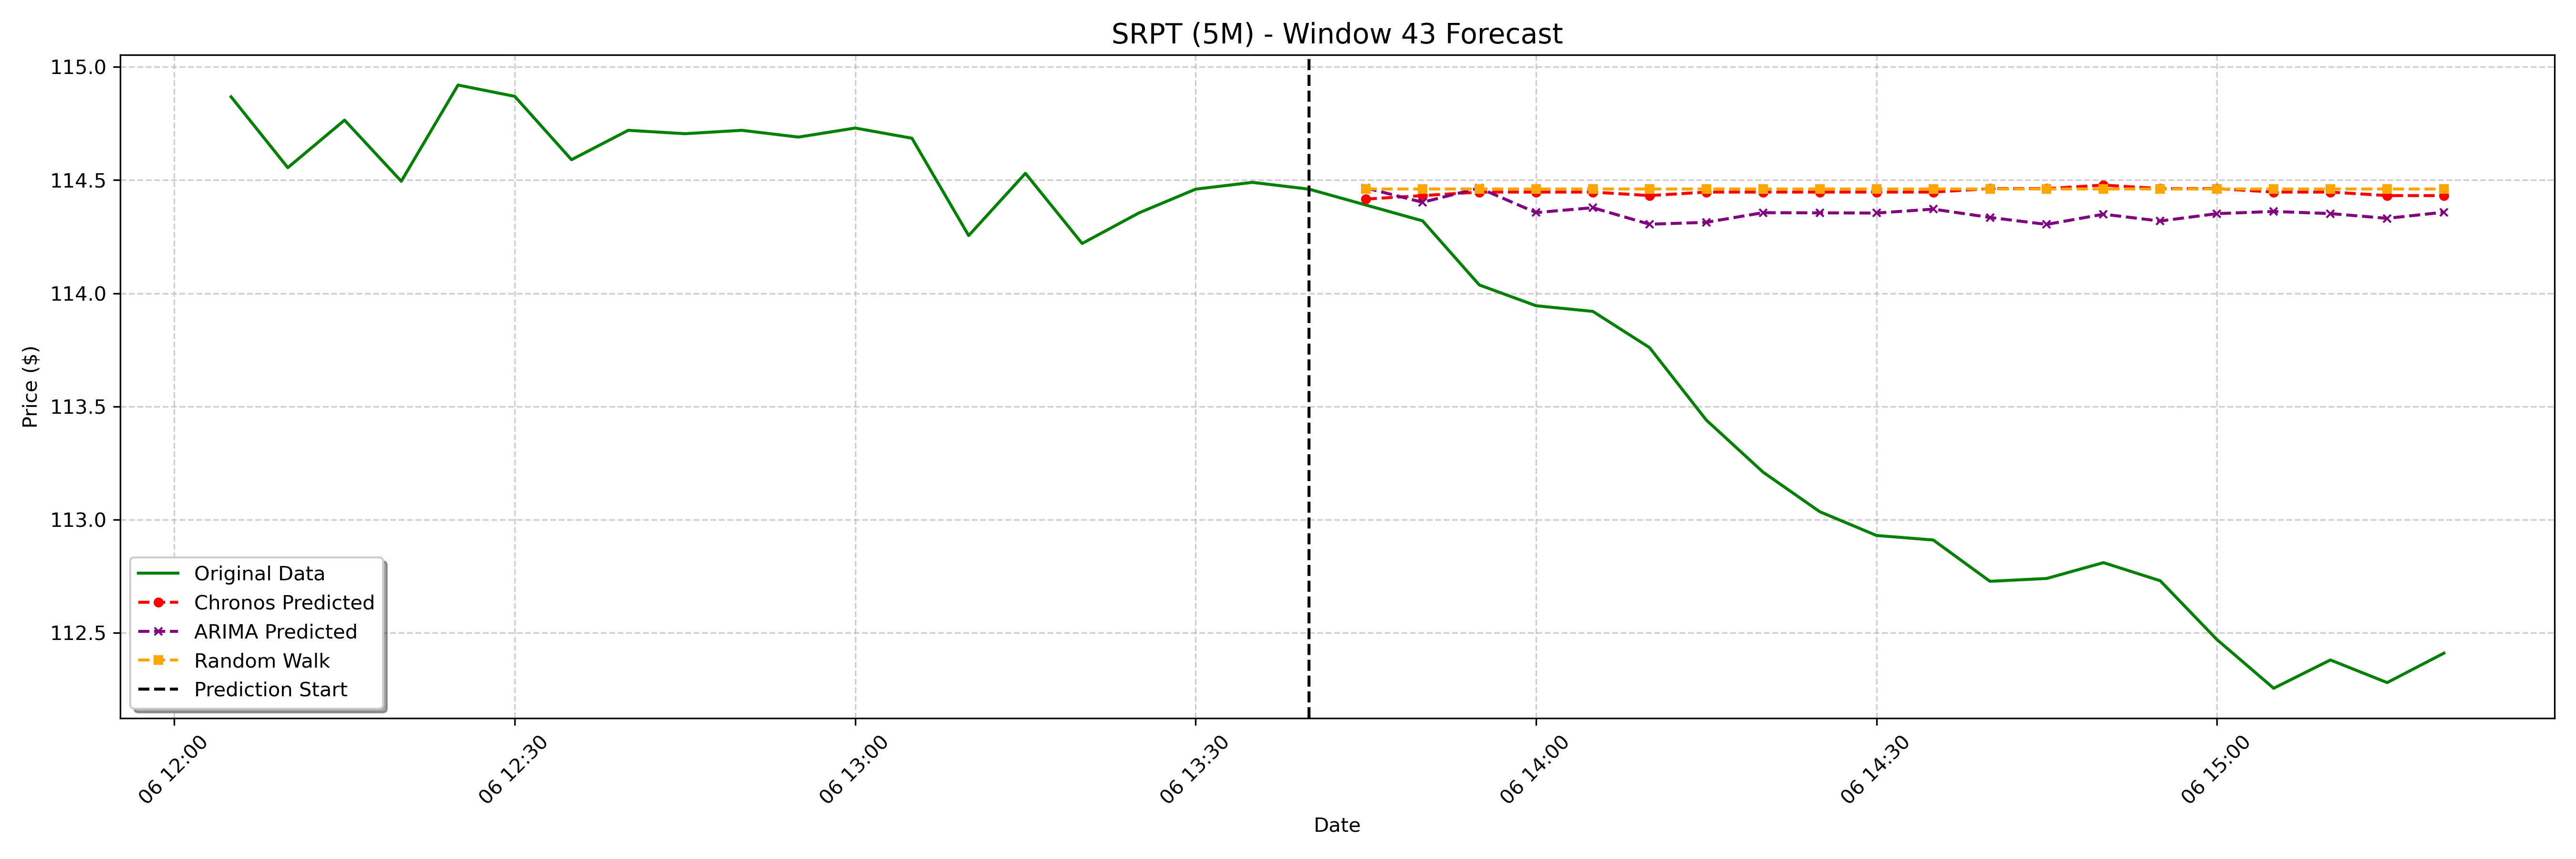 SRPT (5M) - Window 43 Forecast
115.0
114.5
114.0
113.5
113.0
112.5
Price ($)
Original Data
Chronos Predicted
ARIMA Predicted
Random Walk
Prediction Start
06 12:00
06 12:30
06 13:00
06 13:30
06 14:00
06 14:30
06 15:00
Date